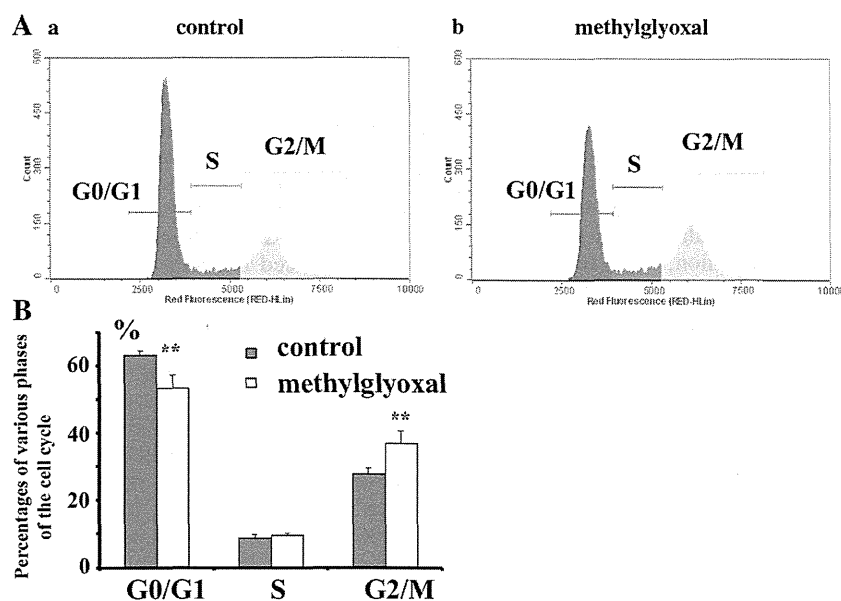 A a control
600
450
300
150
0
Count
G0/G1
S
G2/M
0 2500 5000 7500 10000
Red Fluorescence (RED-HLin)
b methylglyoxal
600
450
300
150
0
Count
G0/G1
S
G2/M
0 2500 5000 7500 10000
Red Fluorescence (RED-HLin)
B
Percentages of various phases
of the cell cycle
%
60
40
20
0
**
**
control
methylglyoxal
G0/G1 S G2/M